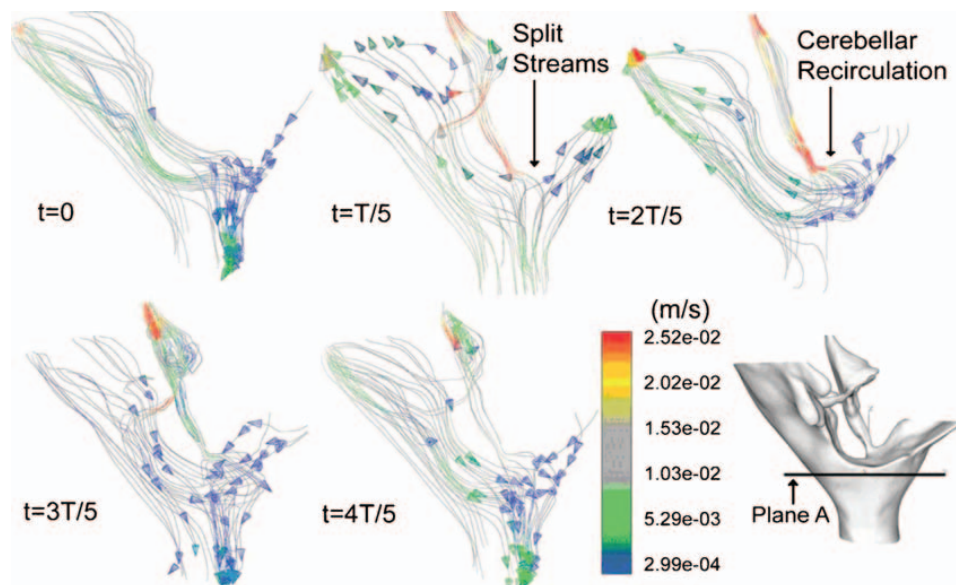 Split
Streams
Cerebellar
Recirculation
t=0
t=T/5
t=2T/5
(m/s)
2.52e-02
2.02e-02
1.53e-02
1.03e-02
5.29e-03
2.99e-04
t=3T/5
t=4T/5
Plane A